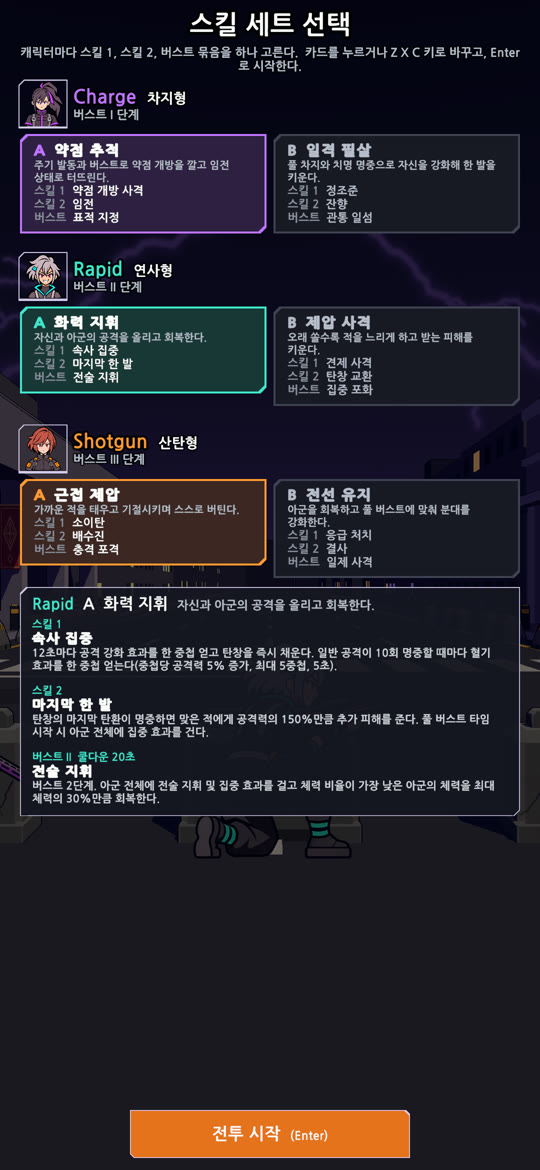 스킬 세트 선택
캐릭터마다 스킬 1, 스킬 2, 버스트 묶음을 하나 고른다. 카드를 누르거나 Z X C 키로 바꾸고, Enter
로 시작한다.
Charge 차지형
버스트 I 단계
A 약점 추적
주기 발동과 버스트로 약점 개방을 깔고 임전
상태로 터뜨린다.
스킬 1 약점 개방 사격
스킬 2 임전
버스트 표적 지정
B 일격 필살
풀 차지와 치명 명중으로 자신을 강화해 한 발을
키운다.
스킬 1 정조준
스킬 2 잔향
버스트 관통 일섬
Rapid 연사형
버스트 II 단계
A 화력 지휘
자신과 아군의 공격을 올리고 회복한다.
스킬 1 속사 집중
스킬 2 마지막 한 발
버스트 전술 지휘
B 제압 사격
오래 쏠수록 적을 느리게 하고 받는 피해를
키운다.
스킬 1 견제 사격
스킬 2 탄창 교환
버스트 집중 포화
Shotgun 산탄형
버스트 III 단계
A 근접 제압
가까운 적을 태우고 기절시키며 스스로 버틴다.
스킬 1 소이탄
스킬 2 배수진
버스트 충격 포격
B 전선 유지
아군을 회복하고 풀 버스트에 맞춰 분대를
강화한다.
스킬 1 응급 처치
스킬 2 결사
버스트 일제 사격
Rapid A 화력 지휘 자신과 아군의 공격을 올리고 회복한다.
스킬 1
속사 집중
12초마다 공격 강화 효과를 한 중첩 얻고 탄창을 즉시 채운다. 일반 공격이 10회 명중할 때마다 혈기
효과를 한 중첩 얻는다(중첩당 공격력 5% 증가, 최대 5중첩, 5초).
스킬 2
마지막 한 발
탄창의 마지막 탄환이 명중하면 맞은 적에게 공격력의 150%만큼 추가 피해를 준다. 풀 버스트 타임
시작 시 아군 전체에 집중 효과를 건다.
버스트 II 쿨다운 20초
전술 지휘
버스트 2단계. 아군 전체에 전술 지휘 및 집중 효과를 걸고 체력 비율이 가장 낮은 아군의 체력을 최대
체력의 30%만큼 회복한다.
전투 시작 (Enter)